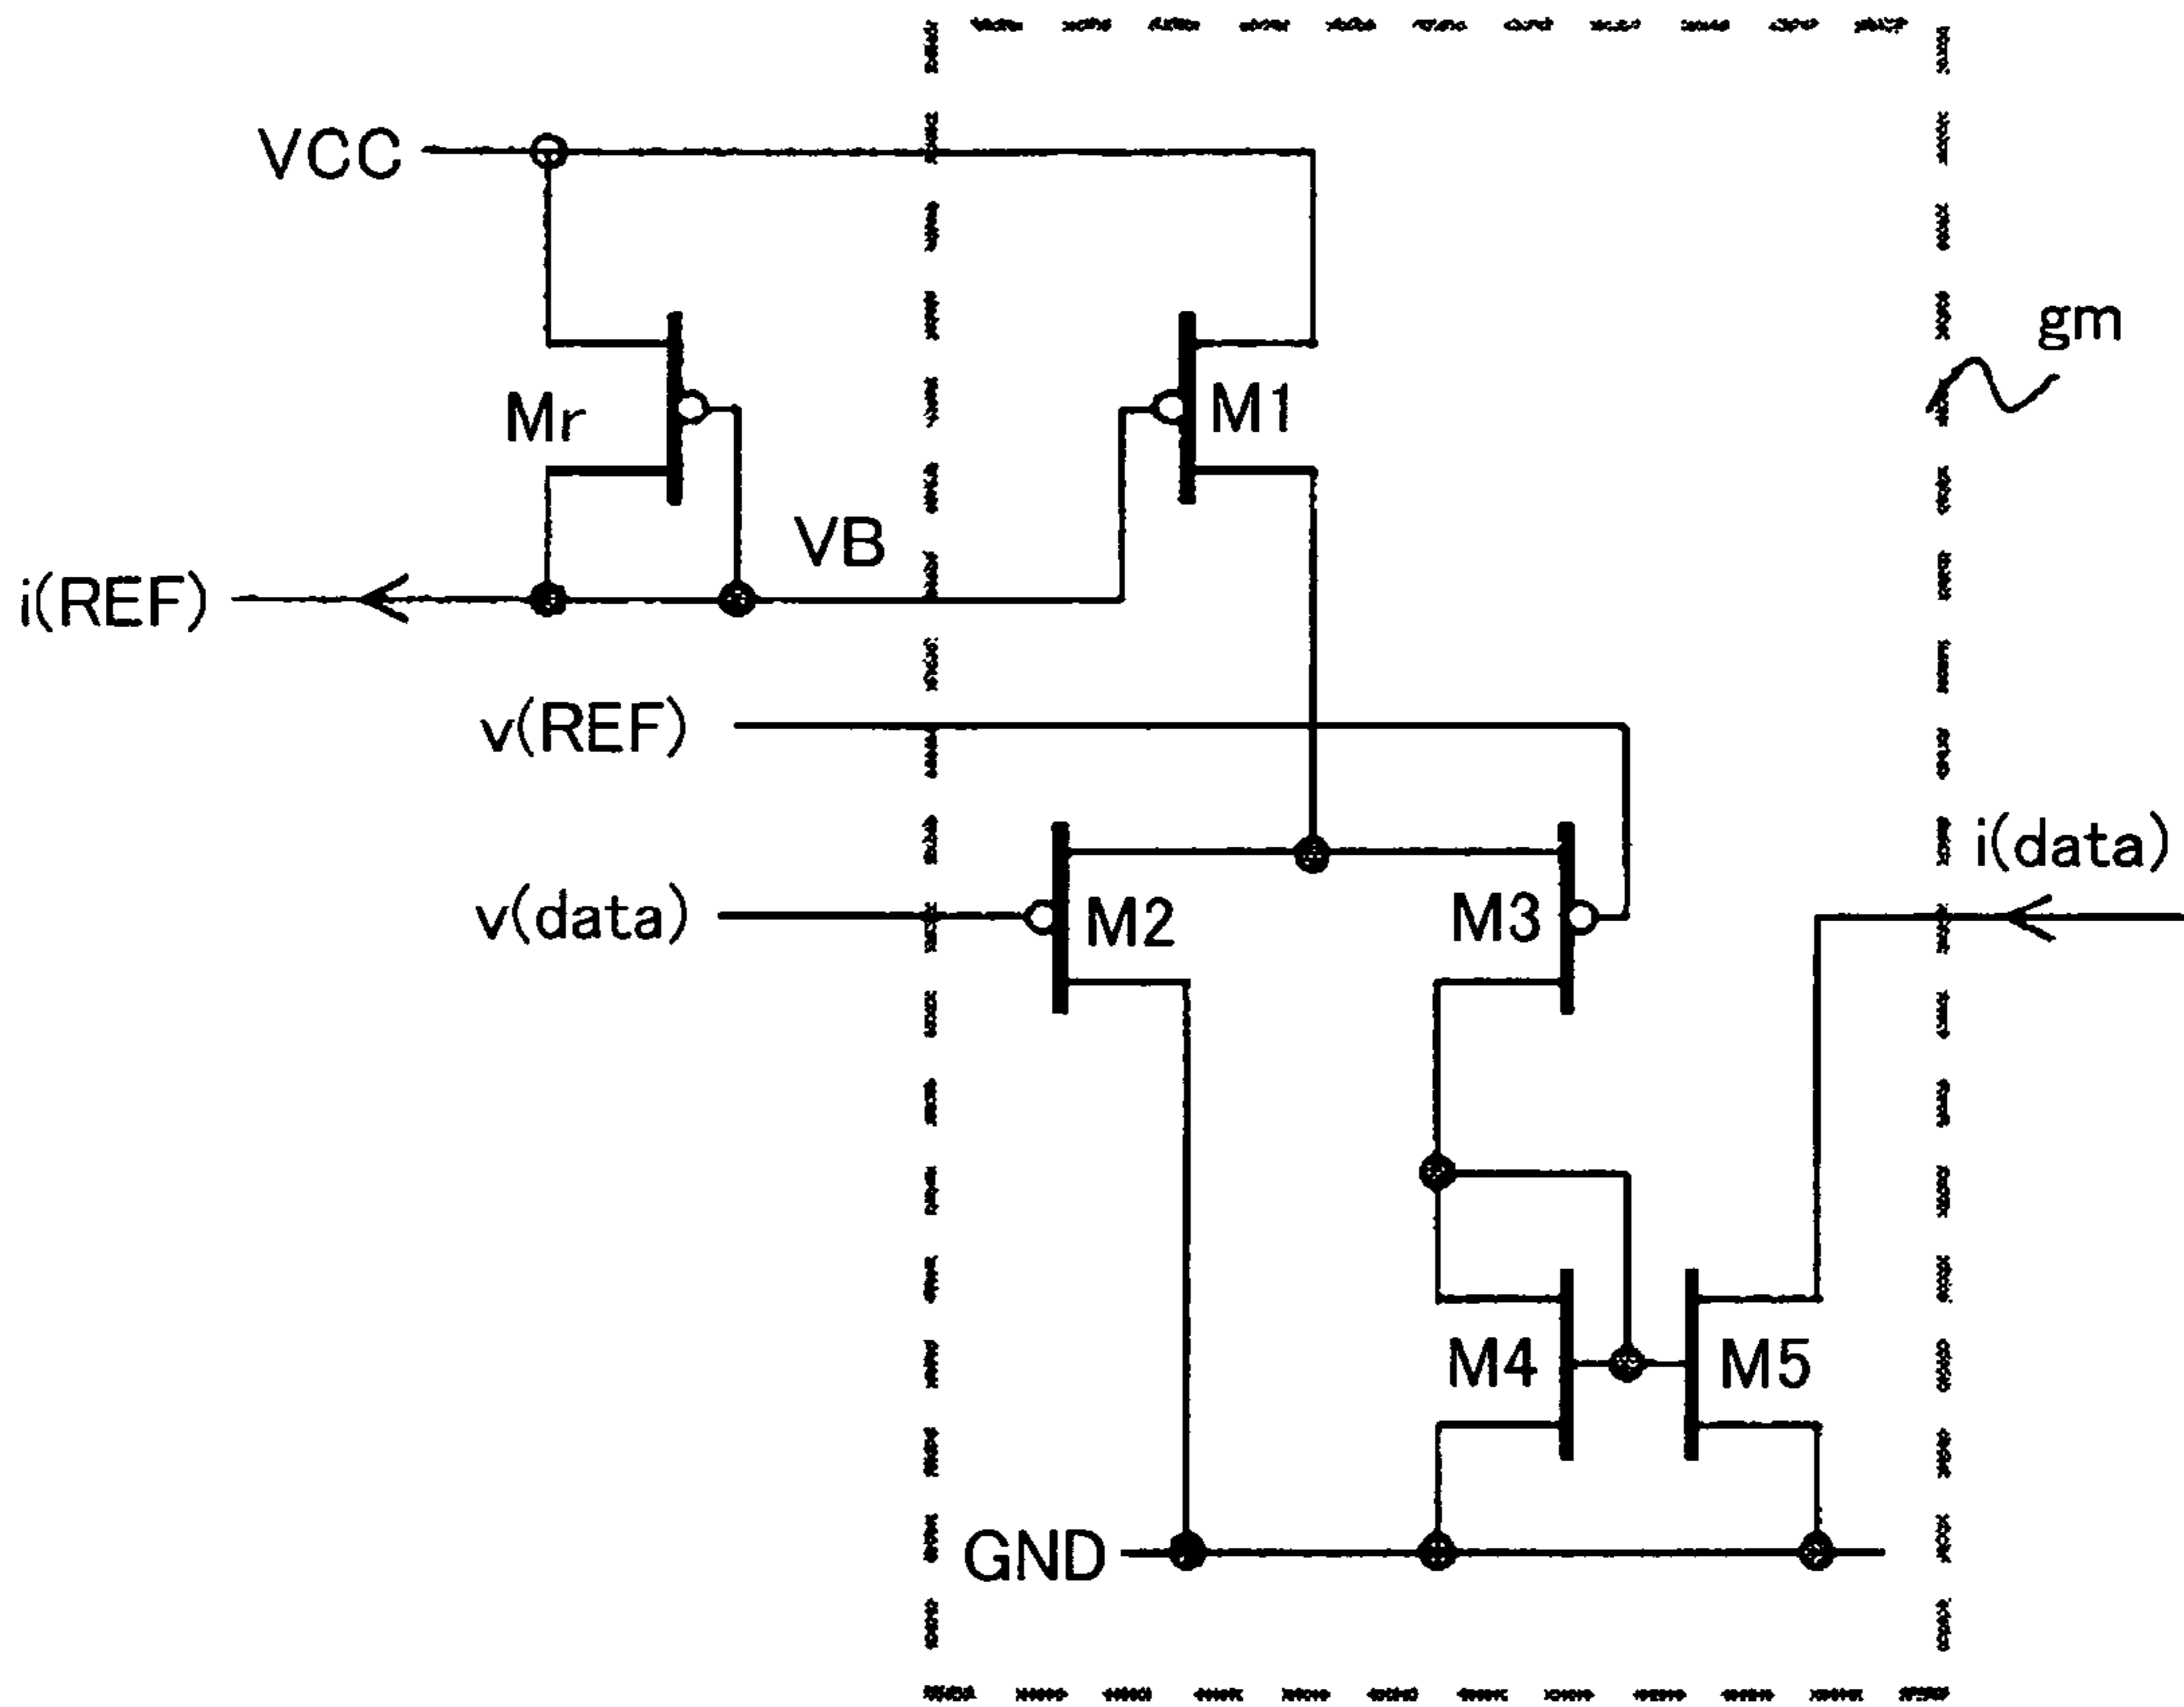 VCC
gm
Mr
M1
VB
i(REF)
v(REF)
i(data)
v(data)
M2
M3
M4
M5
GND